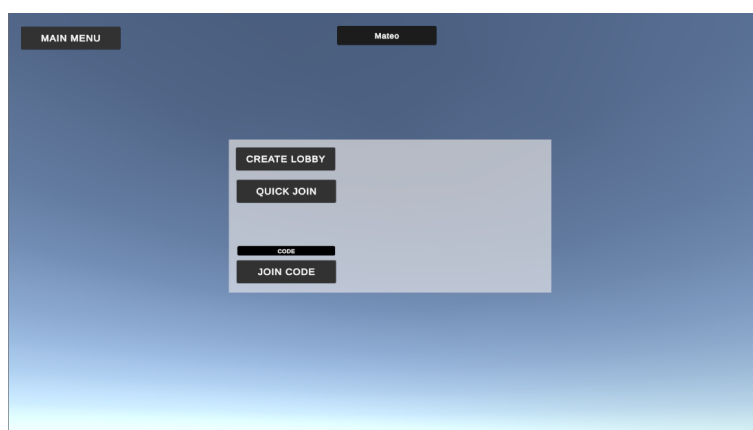 MAIN MENU
Mateo
CREATE LOBBY
QUICK JOIN
CODE
JOIN CODE